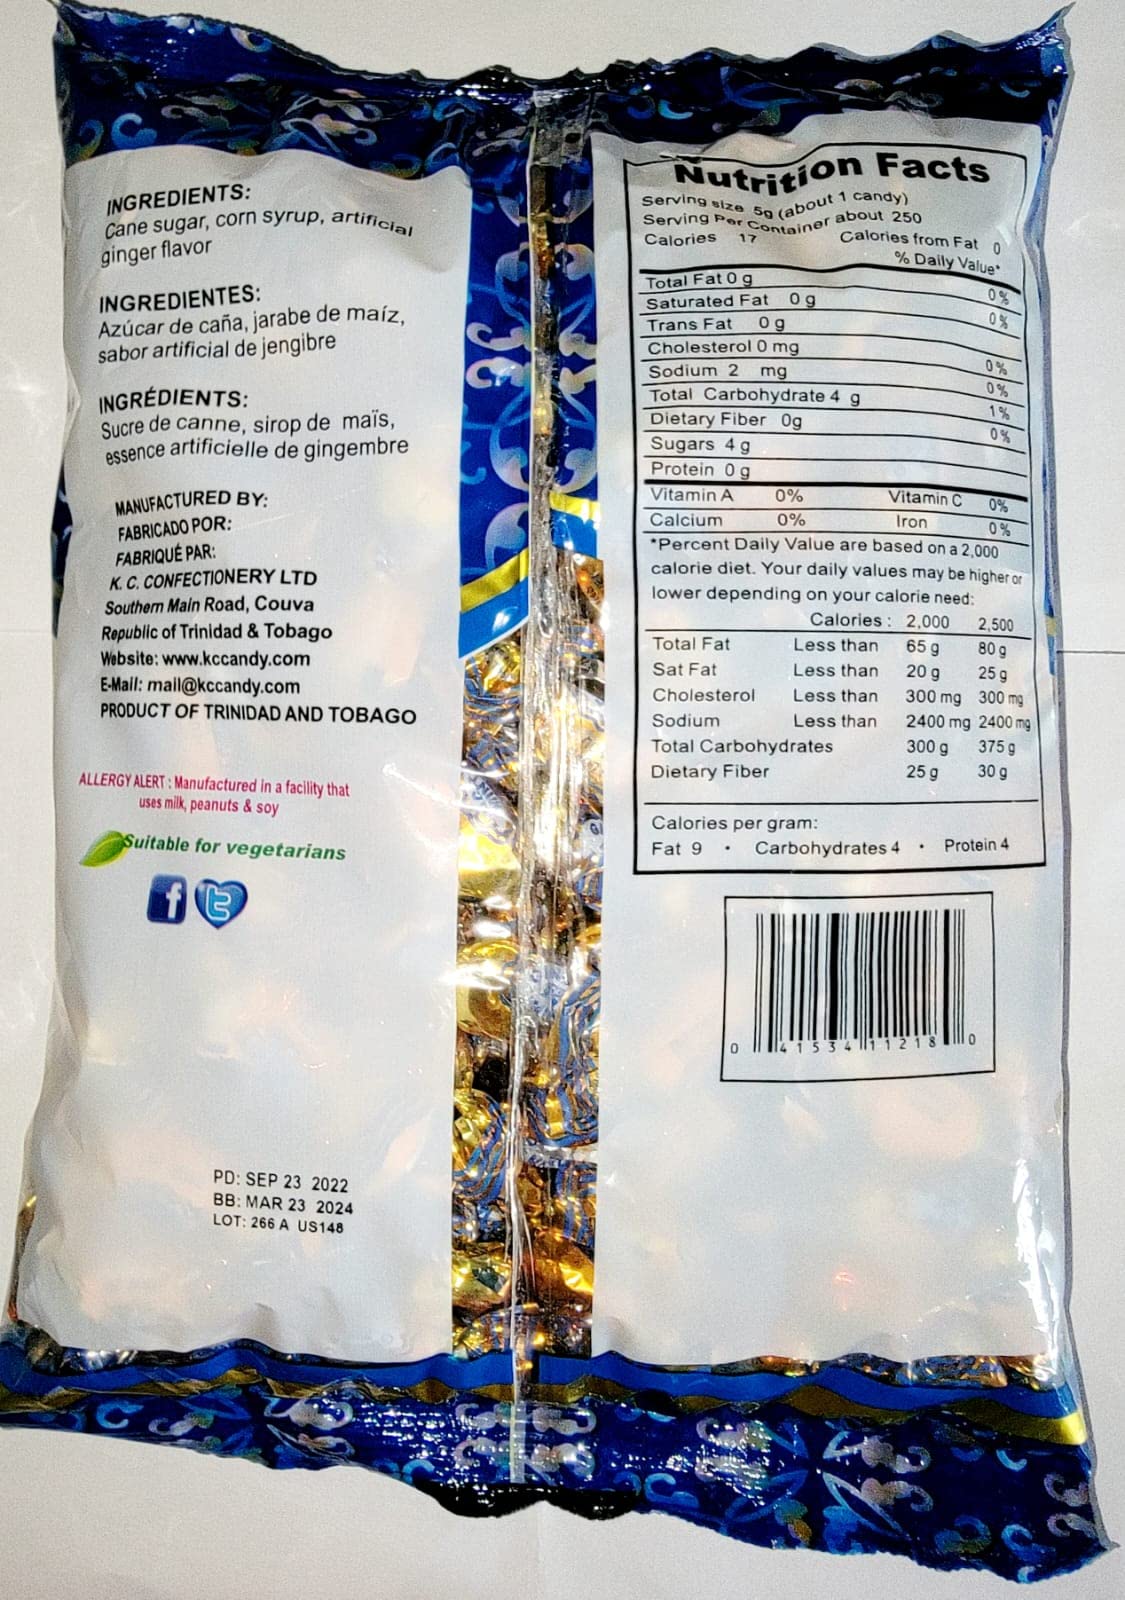 INGREDIENTS:
Cane sugar, corn syrup, artificial
ginger flavor
INGREDIENTES:
Azúcar de caña, jarabe de maíz,
sabor artificial de jengibre
INGRÉDIENTS:
Sucre de canne, sirop de maïs,
essence artificielle de gingembre
MANUFACTURED BY:
FABRICADO POR:
FABRIQUÉ PAR:
K. C. CONFECTIONERY LTD
Southern Main Road, Couva
Republic of Trinidad & Tobago
Website: www.kccandy.com
E-Mail: mail@kccandy.com
PRODUCT OF TRINIDAD AND TOBAGO
ALLERGY ALERT : Manufactured in a facility that
uses milk, peanuts & soy
Suitable for vegetarians
f t
PD: SEP 23 2022
BB: MAR 23 2024
LOT: 266 A US148
Nutrition Facts
Serving size 5g (about 1 candy)
Serving Per Container about 250
Calories 17 Calories from Fat 0
% Daily Value*
Total Fat 0 g 0%
Saturated Fat 0 g 0%
Trans Fat 0 g
Cholesterol 0 mg 0%
Sodium 2 mg 0%
Total Carbohydrate 4 g 1%
Dietary Fiber 0g 0%
Sugars 4 g
Protein 0 g
Vitamin A 0% Vitamin C 0%
Calcium 0% Iron 0%
*Percent Daily Value are based on a 2,000
calorie diet. Your daily values may be higher or
lower depending on your calorie need:
Calories : 2,000 2,500
Total Fat Less than 65 g 80 g
Sat Fat Less than 20 g 25 g
Cholesterol Less than 300 mg 300 mg
Sodium Less than 2400 mg 2400 mg
Total Carbohydrates 300 g 375 g
Dietary Fiber 25 g 30 g
Calories per gram:
Fat 9 • Carbohydrates 4 • Protein 4
0 41534 11218 0